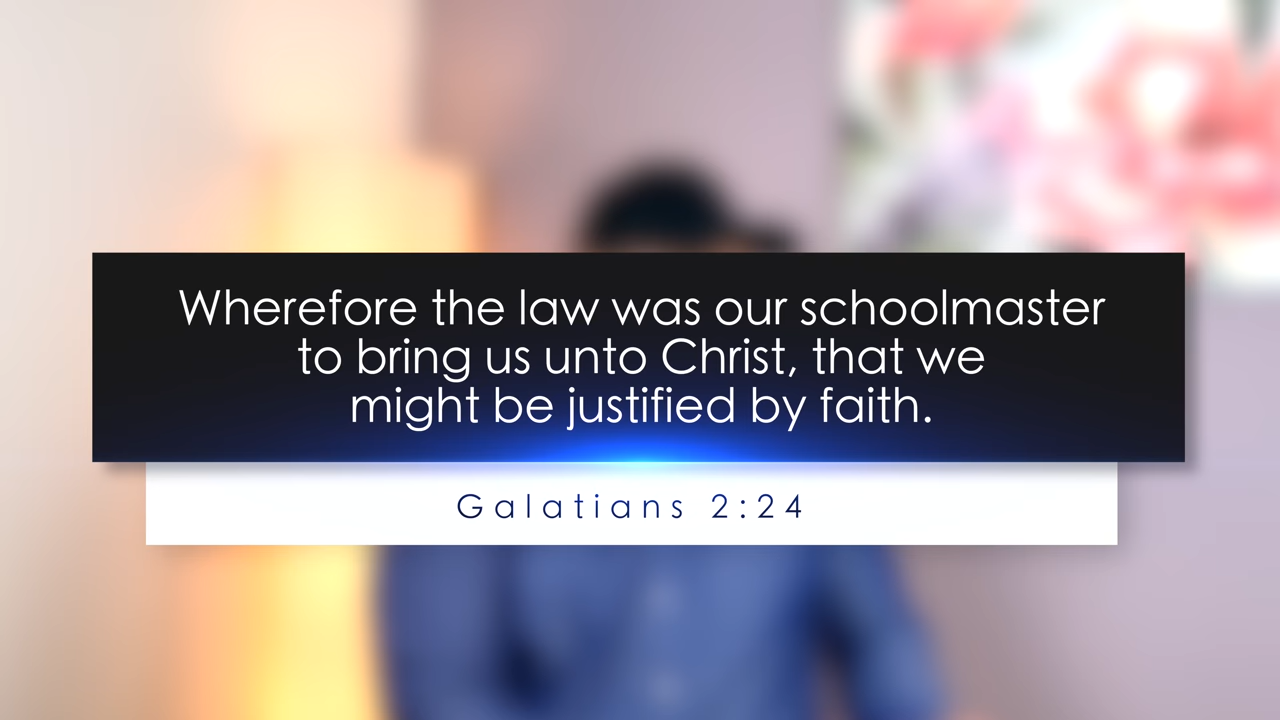 Wherefore the law was our schoolmaster
to bring us unto Christ, that we
might be justified by faith.
Galatians 2:24